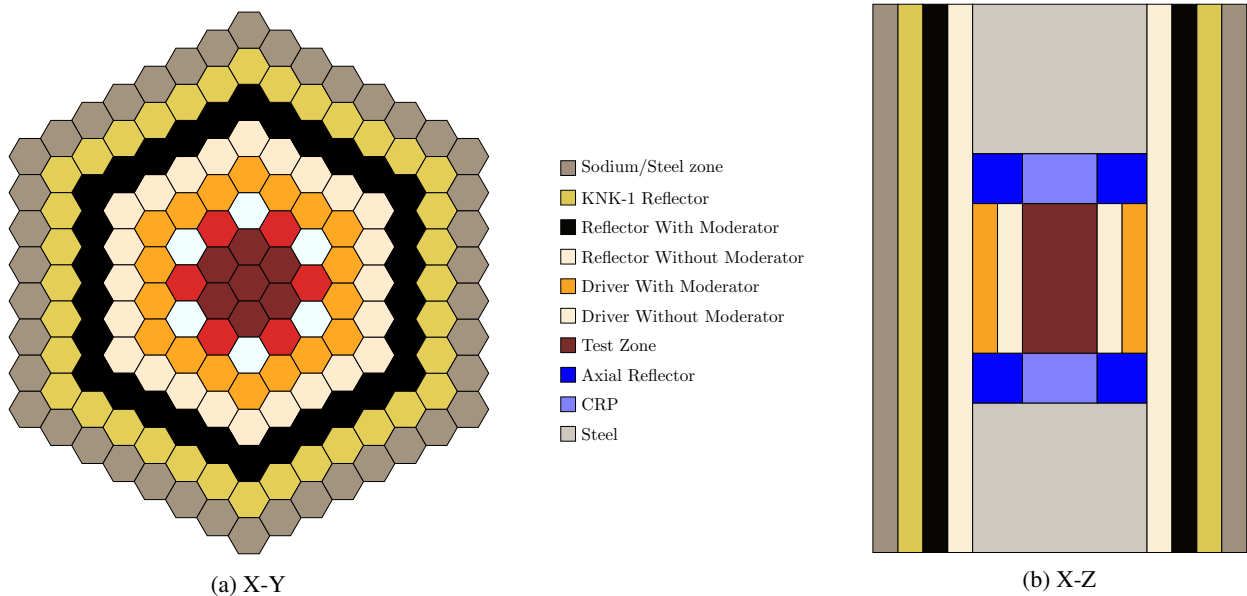 Sodium/Steel zone
KNK-1 Reflector
Reflector With Moderator
Reflector Without Moderator
Driver With Moderator
Driver Without Moderator
Test Zone
Axial Reflector
CRP
Steel
(a) X-Y
(b) X-Z